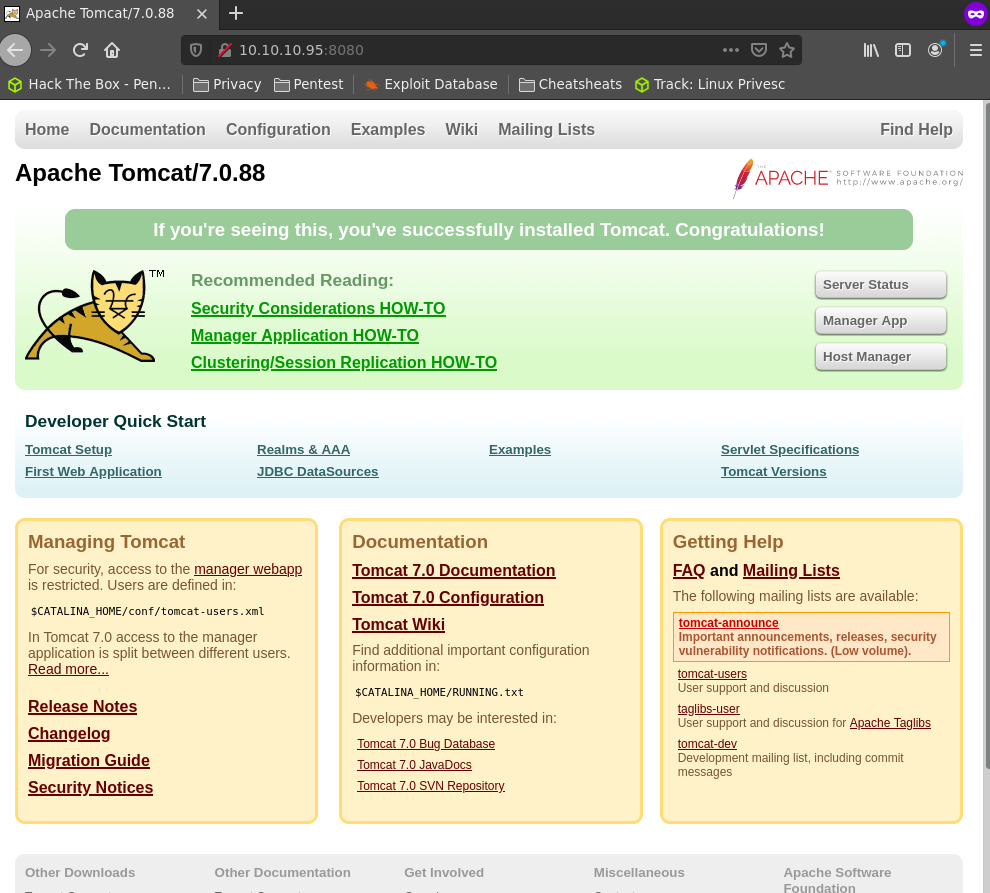 Apache Tomcat/7.0.88
10.10.10.95:8080
Hack The Box - Pen... Privacy Pentest Exploit Database Cheatsheats Track: Linux Privesc
Home Documentation Configuration Examples Wiki Mailing Lists Find Help
Apache Tomcat/7.0.88
THE APACHE SOFTWARE FOUNDATION
http://www.apache.org/
If you're seeing this, you've successfully installed Tomcat. Congratulations!
TM
Recommended Reading:
Security Considerations HOW-TO
Manager Application HOW-TO
Clustering/Session Replication HOW-TO
Server Status
Manager App
Host Manager
Developer Quick Start
Tomcat Setup
First Web Application
Realms & AAA
JDBC DataSources
Examples
Servlet Specifications
Tomcat Versions
Managing Tomcat
For security, access to the manager webapp
is restricted. Users are defined in:
$CATALINA_HOME/conf/tomcat-users.xml
In Tomcat 7.0 access to the manager
application is split between different users.
Read more...
Release Notes
Changelog
Migration Guide
Security Notices
Documentation
Tomcat 7.0 Documentation
Tomcat 7.0 Configuration
Tomcat Wiki
Find additional important configuration
information in:
$CATALINA_HOME/RUNNING.txt
Developers may be interested in:
Tomcat 7.0 Bug Database
Tomcat 7.0 JavaDocs
Tomcat 7.0 SVN Repository
Getting Help
FAQ and Mailing Lists
The following mailing lists are available:
tomcat-announce
Important announcements, releases, security
vulnerability notifications. (Low volume).
tomcat-users
User support and discussion
taglibs-user
User support and discussion for Apache Taglibs
tomcat-dev
Development mailing list, including commit
messages
Other Downloads
Other Documentation
Get Involved
Miscellaneous
Apache Software
Foundation